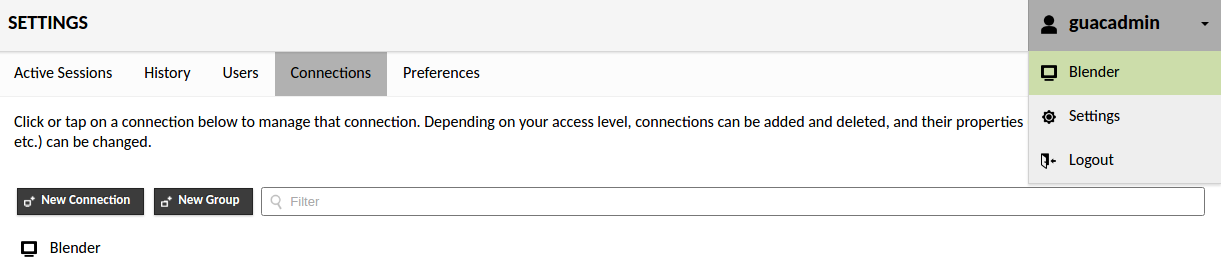 SETTINGS
guacadmin
Active Sessions History Users Connections Preferences
Blender
Click or tap on a connection below to manage that connection. Depending on your access level, connections can be added and deleted, and their properties
etc.) can be changed.
Settings
Logout
New Connection New Group Filter
Blender